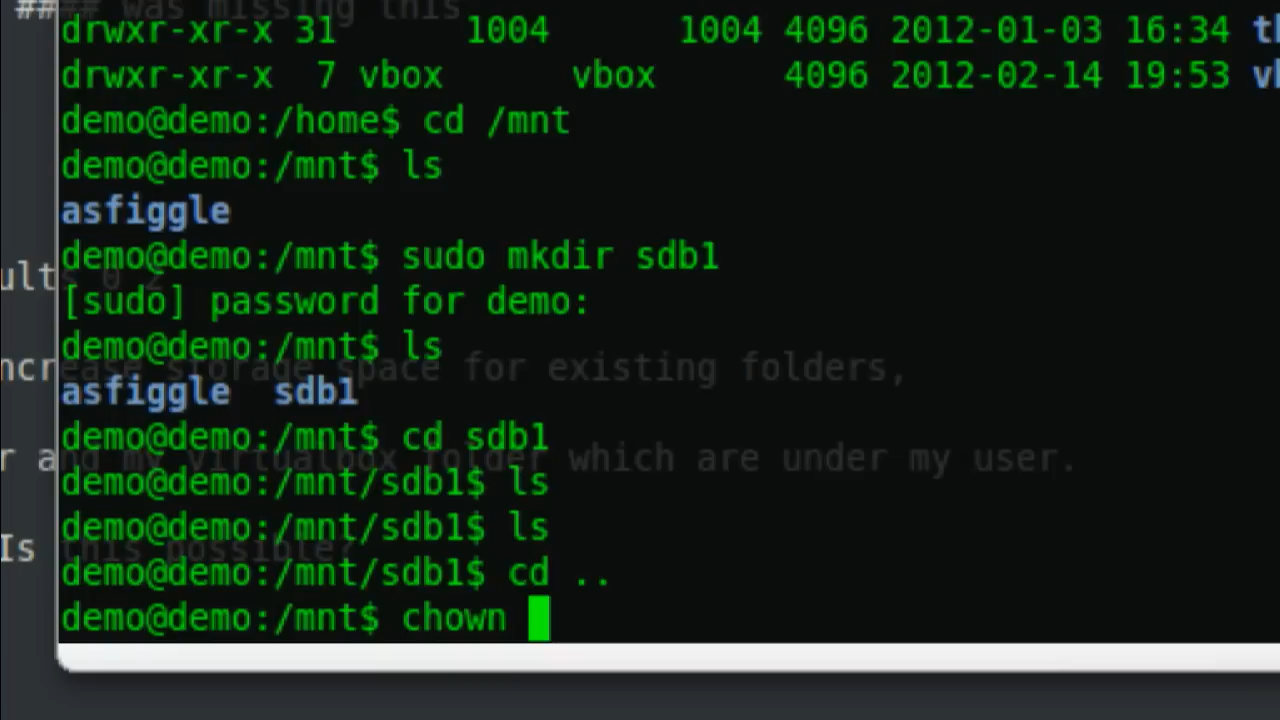 #### was missing this
drwxr-xr-x 31 1004 1004 4096 2012-01-03 16:34
drwxr-xr-x 7 vbox vbox 4096 2012-02-14 19:53
demo@demo:/home$ cd /mnt
demo@demo:/mnt$ ls
asfiggle
demo@demo:/mnt$ sudo mkdir sdb1
ults 0 2
[sudo] password for demo:
demo@demo:/mnt$ ls
ncrease storage space for existing folders,
asfiggle sdb1
demo@demo:/mnt$ cd sdb1
r and my virtualbox folder which are under my user.
demo@demo:/mnt/sdb1$ ls
demo@demo:/mnt/sdb1$ ls
Is this possible?
demo@demo:/mnt/sdb1$ cd ..
demo@demo:/mnt$ chown